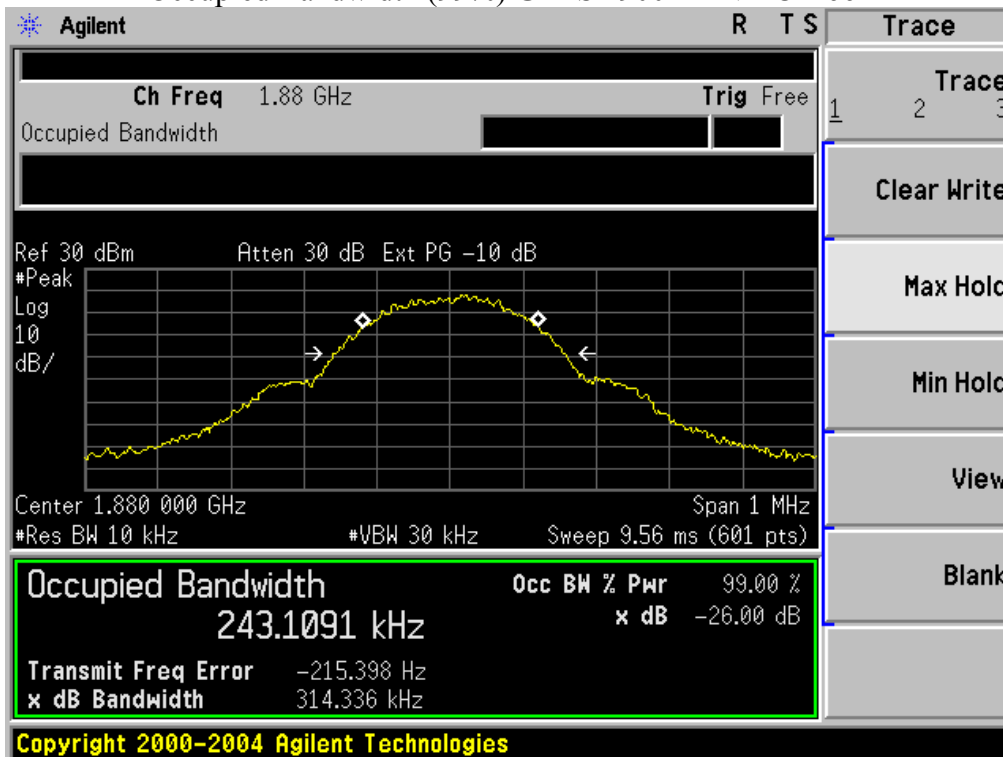 Agilent R T S Trace
Ch Freq 1.88 GHz Trig Free
Occupied Bandwidth
Trace
1 2 3
Clear Write
Max Hold
Min Hold
View
Blank
Ref 30 dBm Atten 30 dB Ext PG -10 dB
#Peak
Log
10
dB/
Center 1.880 000 GHz Span 1 MHz
#Res BW 10 kHz #VBW 30 kHz Sweep 9.56 ms (601 pts)
Occupied Bandwidth Occ BW % Pwr 99.00 %
243.1091 kHz x dB -26.00 dB
Transmit Freq Error -215.398 Hz
x dB Bandwidth 314.336 kHz
Copyright 2000-2004 Agilent Technologies